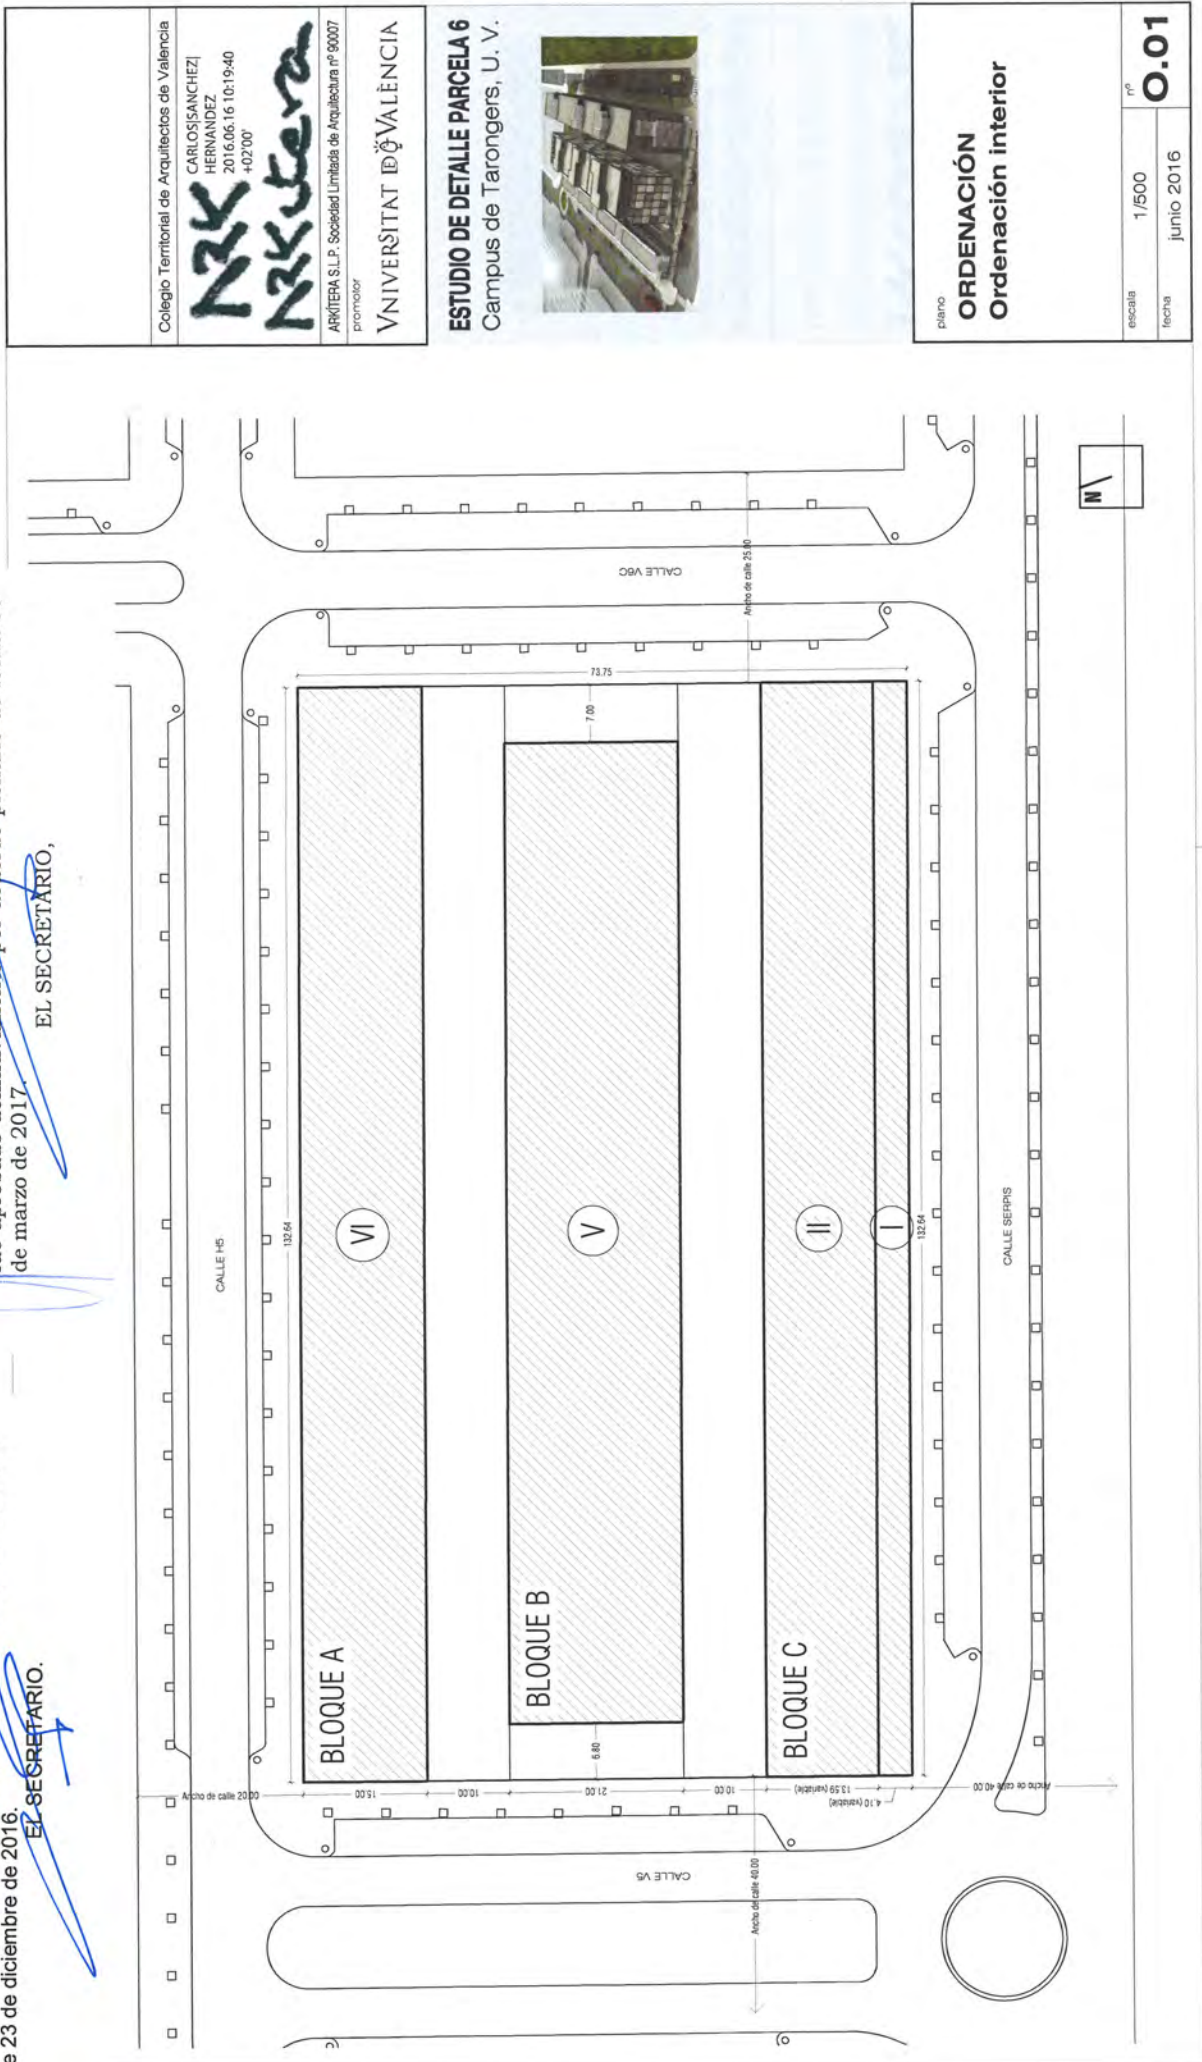 e 23 de diciembre de 2016.
EL SECRETARIO.
de marzo de 2017.
EL SECRETARIO,
Colegio Territorial de Arquitectos de Valencia
ARK
ARKitera
CARLOS|SANCHEZ|
HERNANDEZ
2016.06.16 10:19:40
+02'00'
ARKÍTERA S.L.P. Sociedad Limitada de Arquitectura nº 90007
promotor
VNIVERSITAT DE VALÈNCIA
ESTUDIO DE DETALLE PARCELA 6
Campus de Tarongers, U. V.
plano
ORDENACIÓN
Ordenación interior
escala
1/500
fecha
junio 2016
nº
O.01
CALLE H5
Ancho de calle 20.00
132.64
BLOQUE A
VI
15.00
10.00
BLOQUE B
V
21.00
6.80
7.00
73.75
10.00
BLOQUE C
II
I
13.59 (variable)
4.10 (variable)
132.64
CALLE V5
Ancho de calle 40.00
Ancho de calle 40.00
CALLE V6C
Ancho de calle 25.00
CALLE SERPIS
N